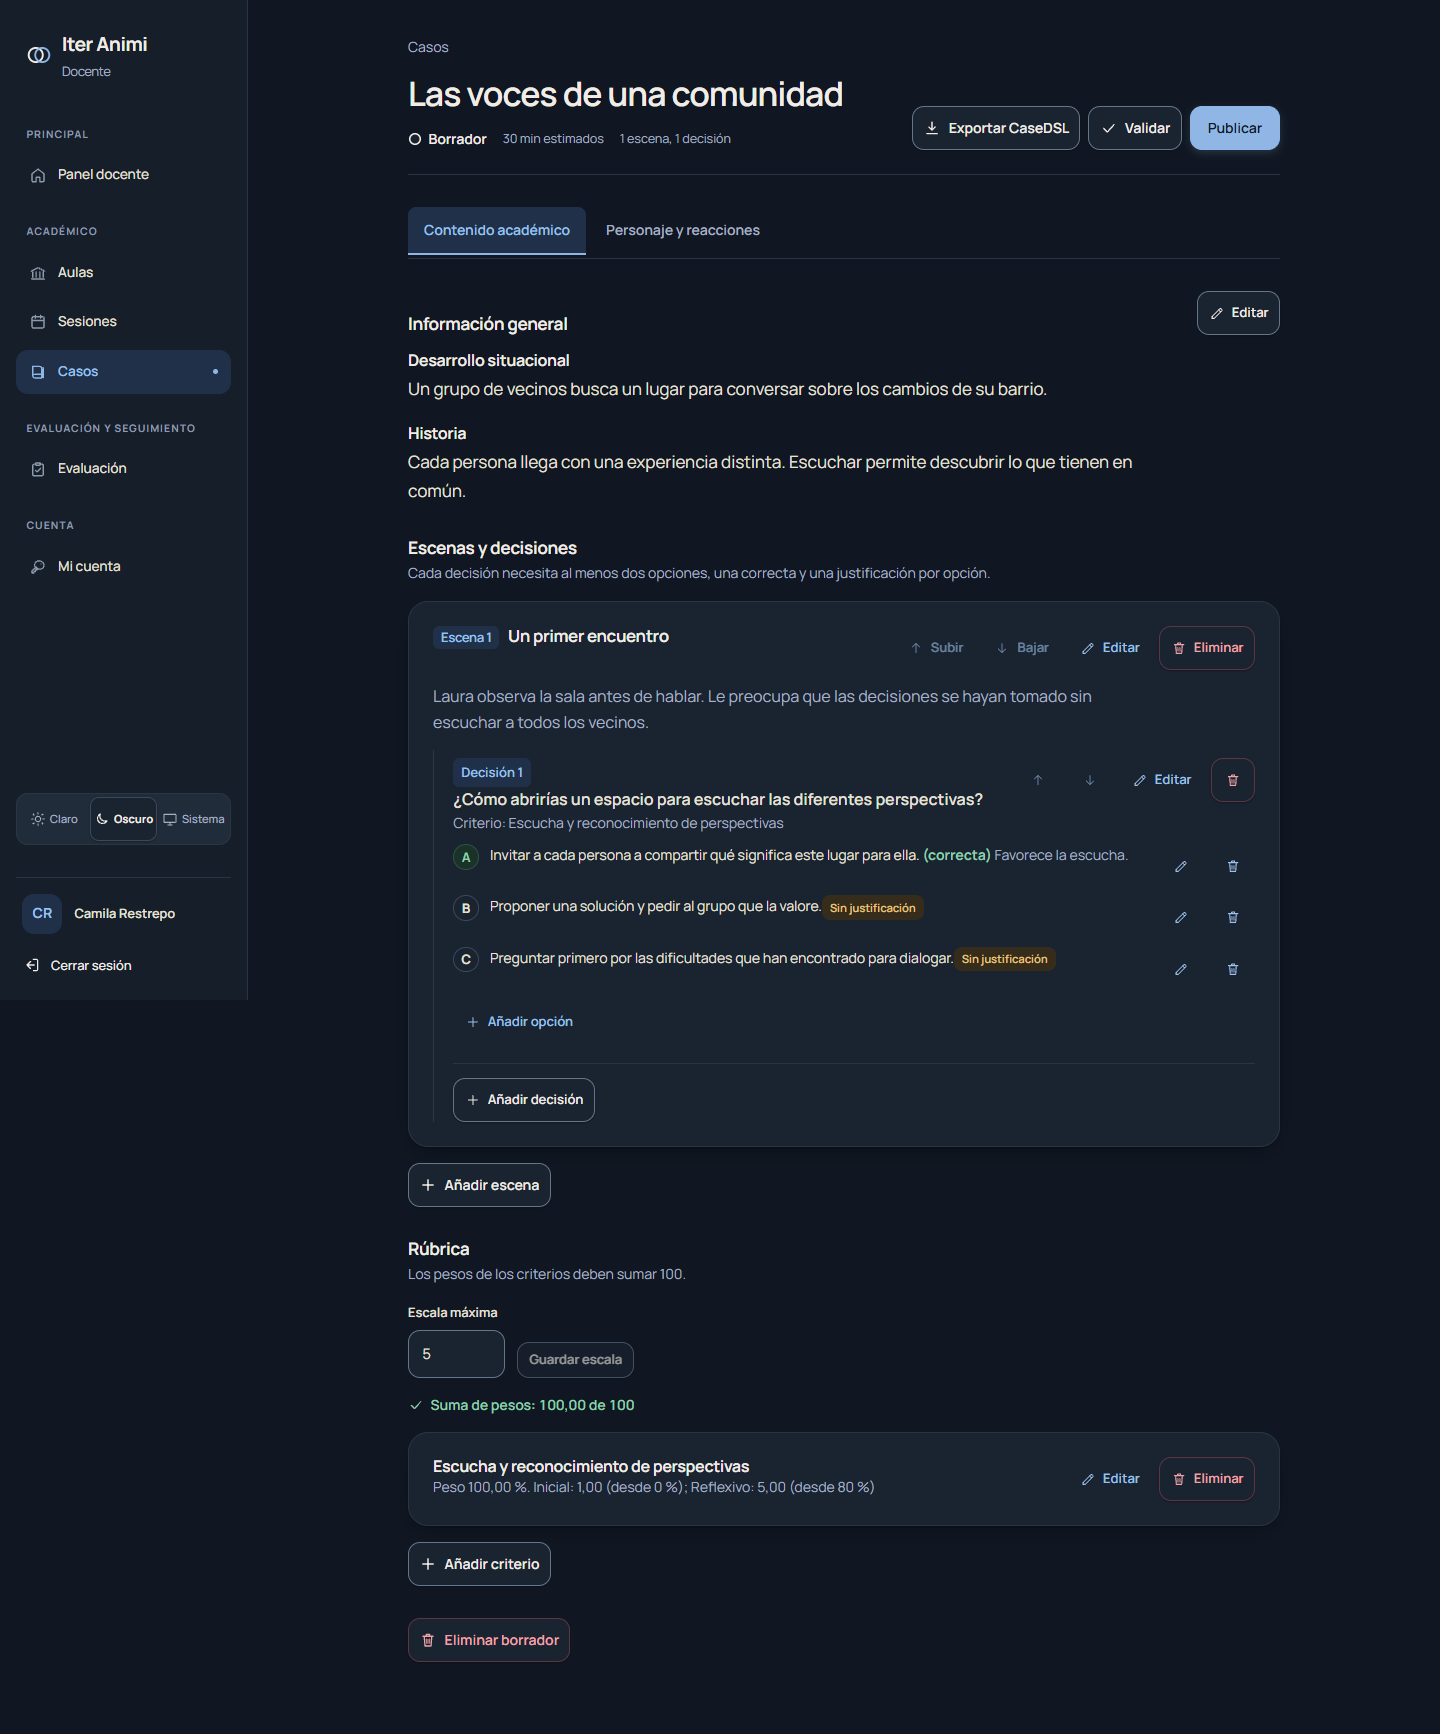 Iter Animi
Docente
PRINCIPAL
Panel docente
ACADÉMICO
Aulas
Sesiones
Casos
EVALUACIÓN Y SEGUIMIENTO
Evaluación
CUENTA
Mi cuenta
Claro
Oscuro
Sistema
CR
Camila Restrepo
Cerrar sesión
Casos
Las voces de una comunidad
Borrador
30 min estimados
1 escena, 1 decisión
Exportar CaseDSL
Validar
Publicar
Contenido académico
Personaje y reacciones
Información general
Editar
Desarrollo situacional
Un grupo de vecinos busca un lugar para conversar sobre los cambios de su barrio.
Historia
Cada persona llega con una experiencia distinta. Escuchar permite descubrir lo que tienen en
común.
Escenas y decisiones
Cada decisión necesita al menos dos opciones, una correcta y una justificación por opción.
Escena 1
Un primer encuentro
Subir
Bajar
Editar
Eliminar
Laura observa la sala antes de hablar. Le preocupa que las decisiones se hayan tomado sin
escuchar a todos los vecinos.
Decisión 1
Editar
¿Cómo abrirías un espacio para escuchar las diferentes perspectivas?
Criterio: Escucha y reconocimiento de perspectivas
A Invitar a cada persona a compartir qué significa este lugar para ella. (correcta) Favorece la escucha.
B Proponer una solución y pedir al grupo que la valore. Sin justificación
C Preguntar primero por las dificultades que han encontrado para dialogar. Sin justificación
Añadir opción
Añadir decisión
Añadir escena
Rúbrica
Los pesos de los criterios deben sumar 100.
Escala máxima
5
Guardar escala
Suma de pesos: 100,00 de 100
Escucha y reconocimiento de perspectivas
Peso 100,00 %. Inicial: 1,00 (desde 0 %); Reflexivo: 5,00 (desde 80 %)
Editar
Eliminar
Añadir criterio
Eliminar borrador